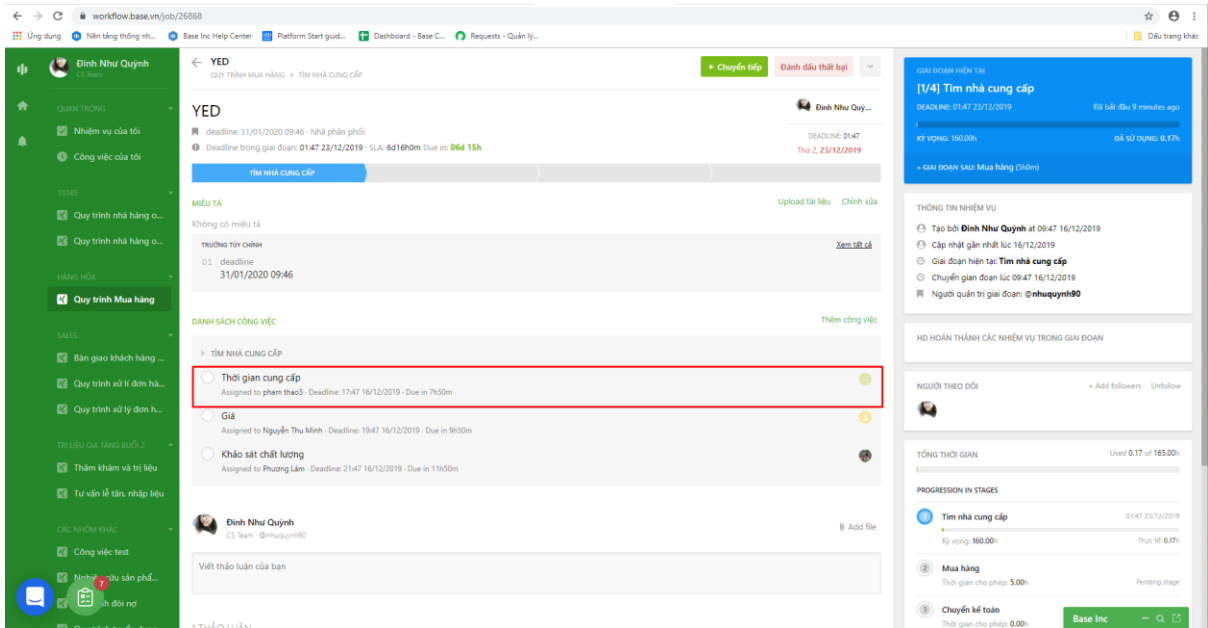 workflow.base.vn/job/26868
Ứng dụng
Nền tảng thống nh...
Base Inc Help Center
Platform Start guid...
Dashboard - Base C...
Requests - Quản lý...
Dấu trang khác
Đinh Như Quỳnh
CS Team
QUAN TRỌNG
Nhiệm vụ của tôi
Công việc của tôi
13245
Quy trình nhà hàng o...
Quy trình nhà hàng o...
HÀNG HÓA
Quy trình Mua hàng
SALES
Bàn giao khách hàng ...
Quy trình xử lí đơn hà...
Quy trình xử lý đơn h...
TRỊ LIỆU GIA TĂNG BUỔI 2
Thăm khám và trị liệu
Tư vấn lễ tân, nhập liệu
CÁC NHÓM KHÁC
Công việc test
7
YED
QUY TRÌNH MUA HÀNG > TÌM NHÀ CUNG CẤP
Chuyển tiếp
Đánh dấu thất bại
YED
deadline: 31/01/2020 09:46 · Nhà phân phối:
Deadline trong giai đoạn: 01:47 23/12/2019 · SLA: 6d16h0m Due in: 06d 15h
Đinh Như Quỳ...
DEADLINE: 01:47
Thứ 2, 23/12/2019
TÌM NHÀ CUNG CẤP
MIÊU TẢ
Upload tài liệu
Chỉnh sửa
Không có miêu tả
TRƯỜNG TÙY CHỈNH
Xem tất cả
01 deadline
31/01/2020 09:46
DANH SÁCH CÔNG VIỆC
Thêm công việc
TÌM NHÀ CUNG CẤP
Thời gian cung cấp
Assigned to pham thao3 · Deadline: 17:47 16/12/2019 · Due in 7h50m
Giá
Assigned to Nguyễn Thu Minh · Deadline: 19:47 16/12/2019 · Due in 9h50m
Khảo sát chất lượng
Assigned to Phương Lâm · Deadline: 21:47 16/12/2019 · Due in 11h50m
Đinh Như Quỳnh
CS Team · @nhuquynh90
Add file
Viết thảo luận của bạn
1 THẢO LUẬN
GIAI ĐOẠN HIỆN TẠI
[1/4] Tìm nhà cung cấp
DEADLINE: 01:47 23/12/2019
Đã bắt đầu 9 minutes ago
KỲ VỌNG: 160.00h
ĐÃ SỬ DỤNG: 0.17h
» GIAI ĐOẠN SAU: Mua hàng (5h0m)
THÔNG TIN NHIỆM VỤ
Tạo bởi Đinh Như Quỳnh at 09:47 16/12/2019
Cập nhật gần nhất lúc 16/12/2019
Giai đoạn hiện tại: Tìm nhà cung cấp
Chuyển gian đoạn lúc 09:47 16/12/2019
Người quản trị giai đoạn: @nhuquynh90
HD HOÀN THÀNH CÁC NHIỆM VỤ TRONG GIAI ĐOẠN
NGƯỜI THEO DÕI
+ Add followers
Unfollow
TỔNG THỜI GIAN
Used 0.17 of 165.00h
PROGRESSION IN STAGES
1
Tìm nhà cung cấp
01:47 23/12/2019
Kỳ vọng: 160.00h
Thực tế: 0.17h
2
Mua hàng
Thời gian cho phép: 5.00h
Pending stage
3
Chuyển kế toán
Thời gian cho phép: 0.00h
Base Inc